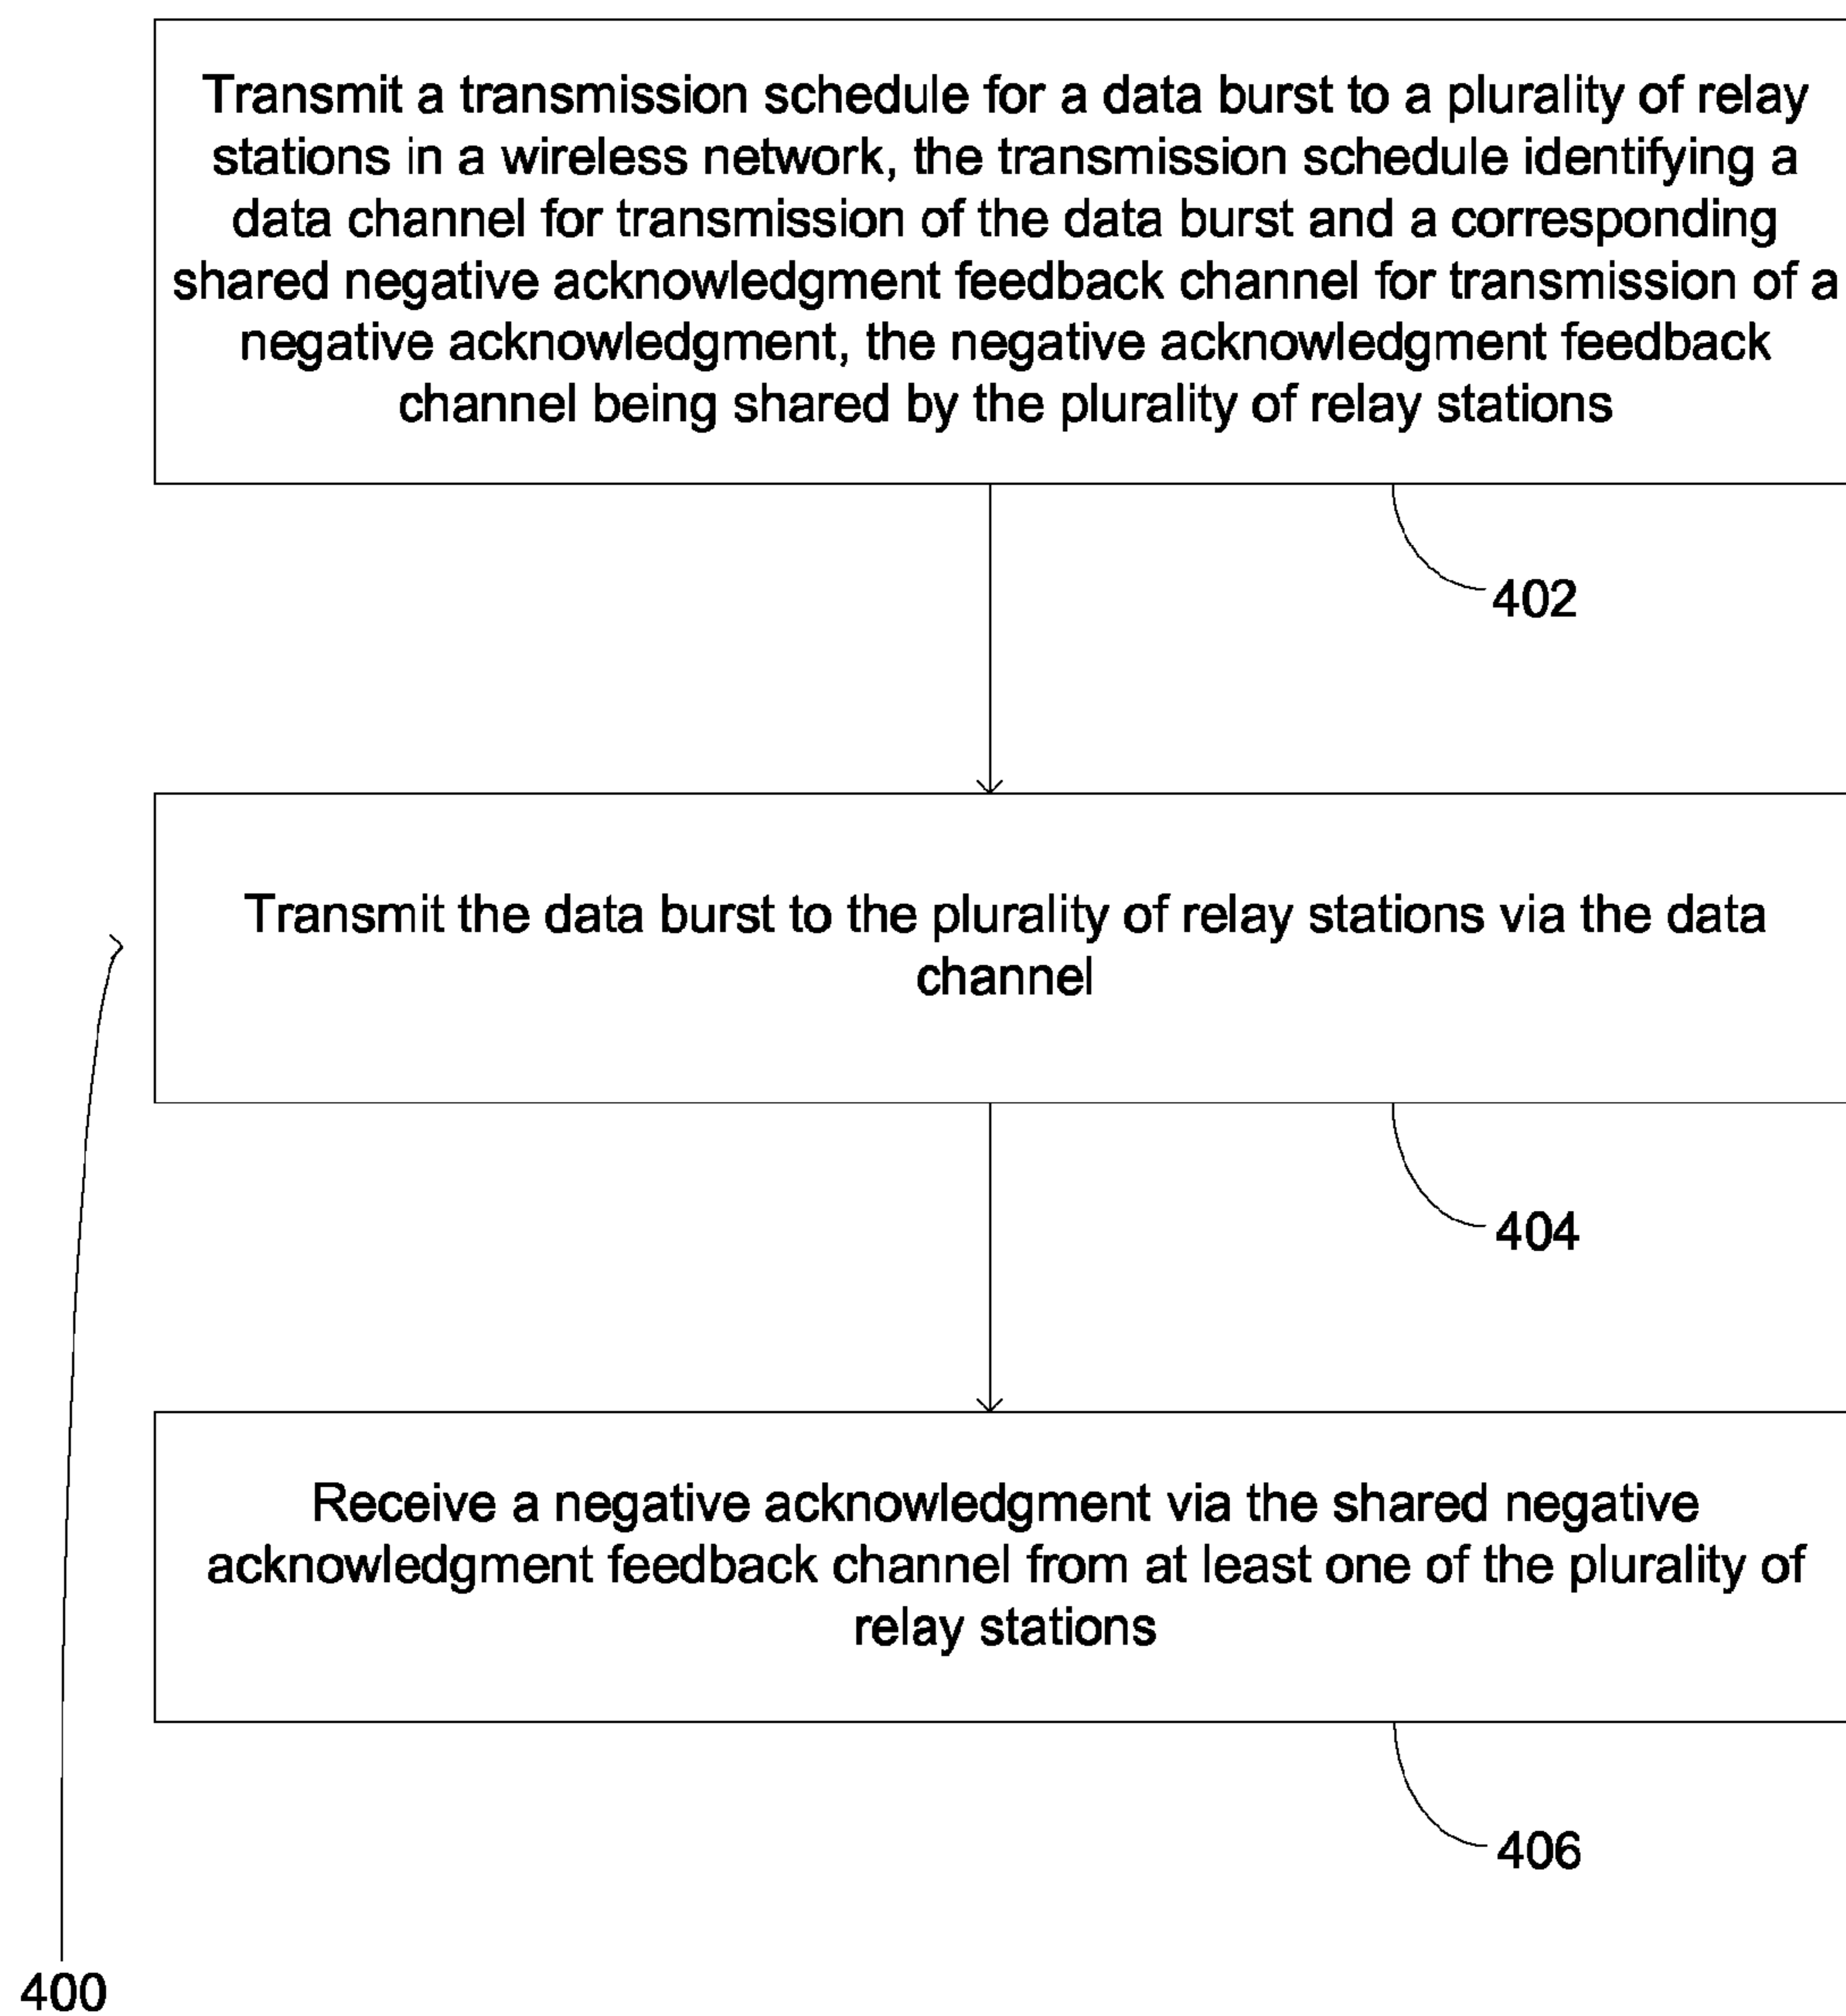 Transmit a transmission schedule for a data burst to a plurality of relay
stations in a wireless network, the transmission schedule identifying a
data channel for transmission of the data burst and a corresponding
shared negative acknowledgment feedback channel for transmission of a
negative acknowledgment, the negative acknowledgment feedback
channel being shared by the plurality of relay stations
402
Transmit the data burst to the plurality of relay stations via the data
channel
404
Receive a negative acknowledgment via the shared negative
acknowledgment feedback channel from at least one of the plurality of
relay stations
406
400